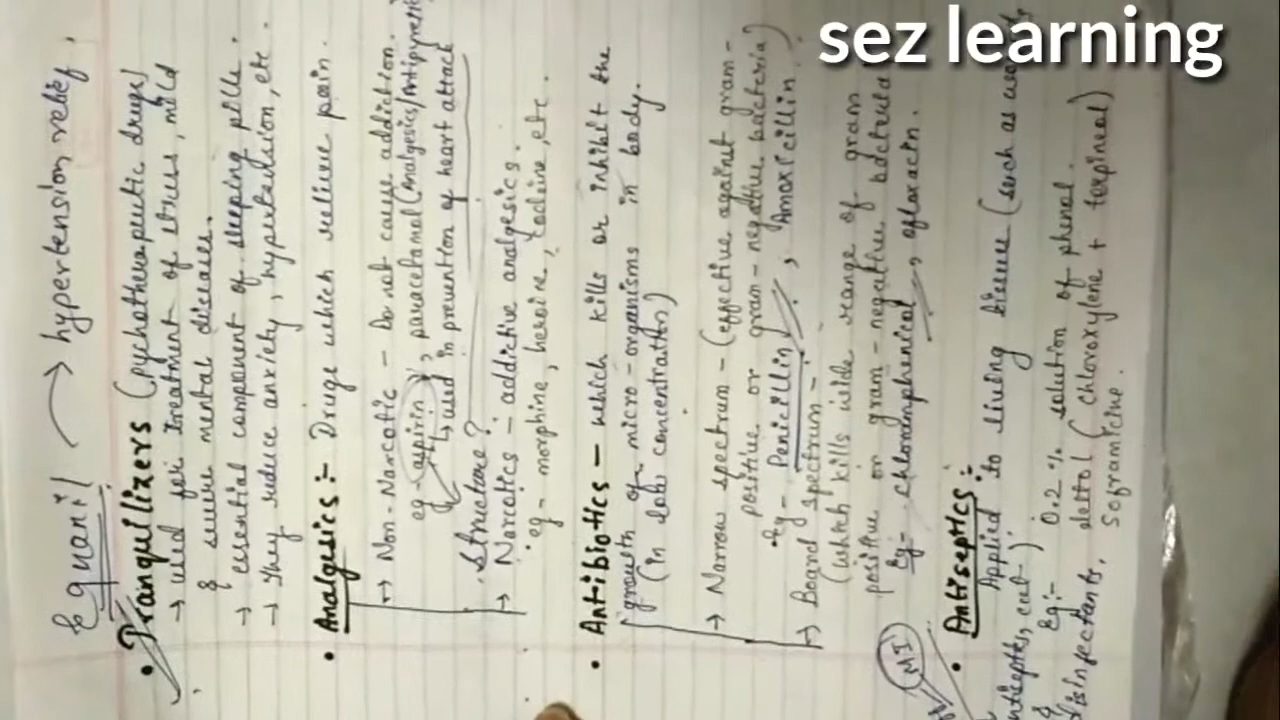 sez learning
Equanil → hypertension relief,
• Tranquilizers (psychotherapeutic drugs)
→ used for treatment of stress, mild
& severe mental diseases.
→ essential component of sleeping pills.
→ They reduce anxiety, hypertension, etc.
• Analgesics :- Drugs which relieve pain.
→ Non-Narcotic - Do not cause addiction.
eg aspirin, paracetamol (Analgesics/Antipyretic
↳ used in prevention of heart attack
Structure?
→ Narcotics - addictive analgesics.
eg - morphine, heroine, codeine, etc.
• Antibiotics - which kills or inhibit the
growth of micro-organisms in body.
(in low concentration)
→ Narrow spectrum - (effective against gram-
positive or gram-negative bacteria)
eg - Penicillin, Amoxicillin
→ Board spectrum -
(which kills wide range of gram
positive or gram-negative bacteria
Eg:- chloramphenicol, ofloxacin.
MI
• Antiseptics :-
Applied to living tissue (such as
cut)
Eg:- 0.2% solution of phenol.
dettol (chloroxylene + terpineol)
soframicine.
antiseptics
&
disinfectants.